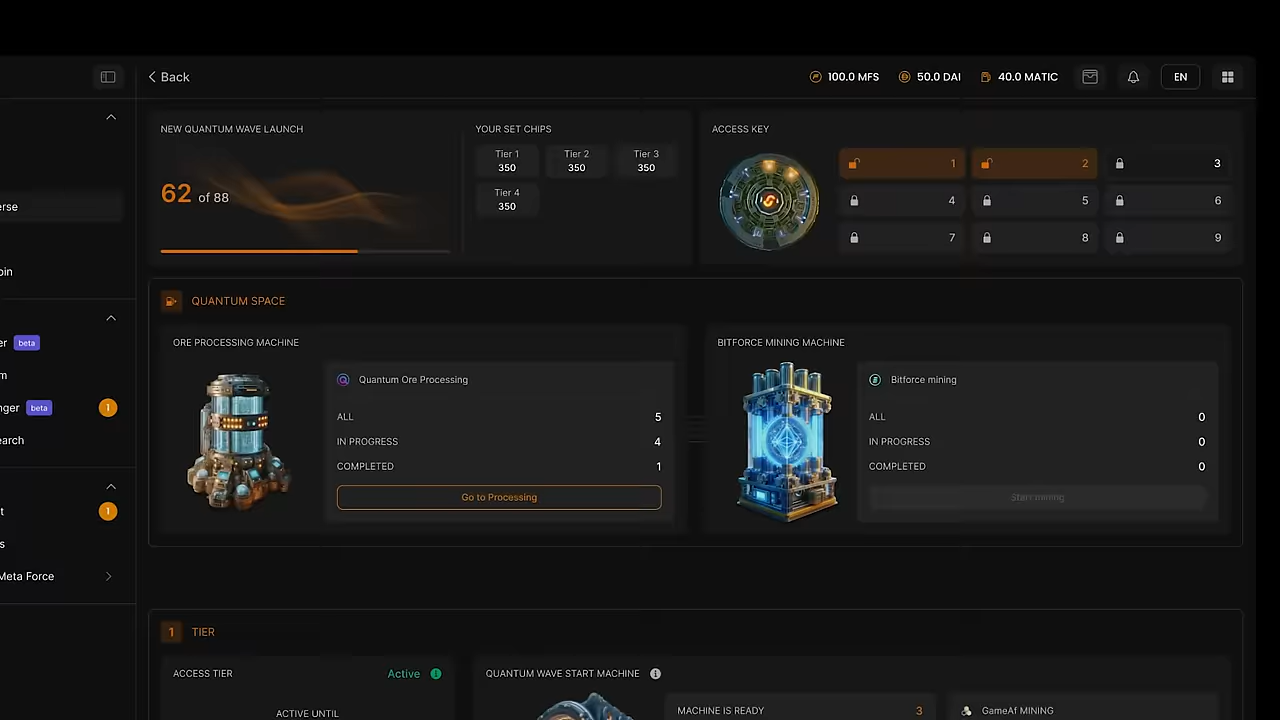 Back
100.0 MFS 50.0 DAI 40.0 MATIC EN
NEW QUANTUM WAVE LAUNCH
62 of 88
YOUR SET CHIPS
Tier 1 Tier 2 Tier 3
350 350 350
Tier 4
350
ACCESS KEY
1 2 3
4 5 6
7 8 9
erse
oin
er beta
m
nger beta 1
earch
t 1
s
Meta Force
QUANTUM SPACE
ORE PROCESSING MACHINE
Quantum Ore Processing
ALL 5
IN PROGRESS 4
COMPLETED 1
Go to Processing
BITFORCE MINING MACHINE
Bitforce mining
ALL 0
IN PROGRESS 0
COMPLETED 0
Start mining
1 TIER
ACCESS TIER Active
ACTIVE UNTIL
QUANTUM WAVE START MACHINE
MACHINE IS READY 3
GameAf MINING